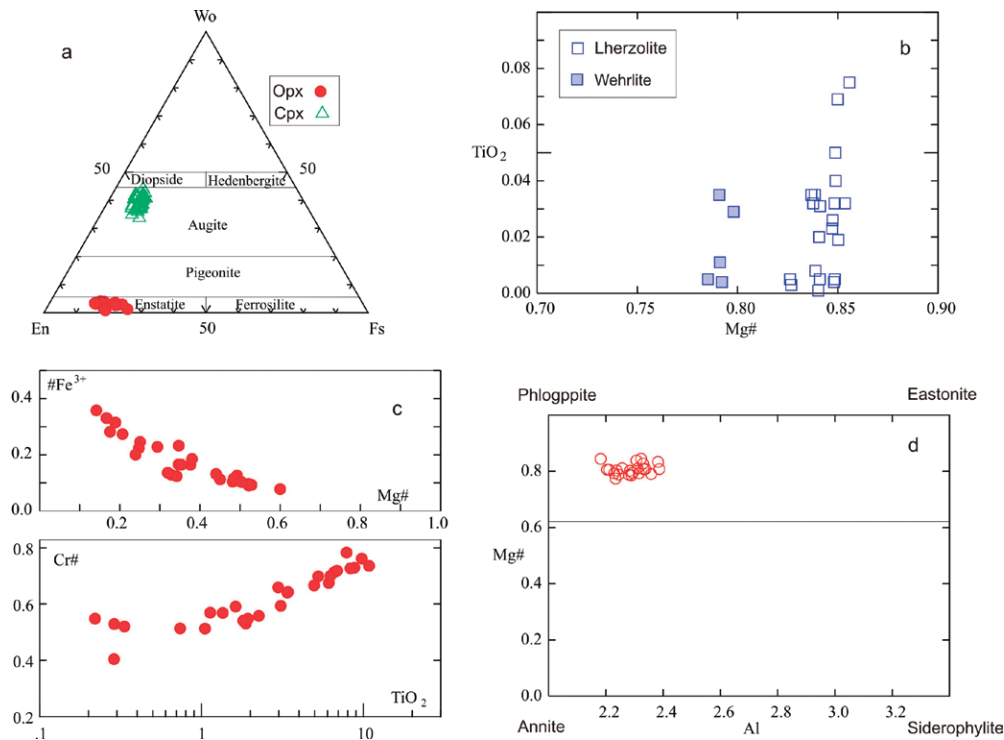 a
Wo
Opx
Cpx
50
50
Diopside
Hedenbergite
Augite
Pigeonite
Enstatite
Ferrosilite
En
50
Fs
b
Lherzolite
Wehrlite
0.08
0.06
TiO2
0.04
0.02
0.00
0.70
0.80
0.85
0.90
Mg#
#Fe3+
c
0.4
0.2
0.0
0.2
0.4
0.6
Mg#
1.0
Cr#
0.8
0.6
0.4
0.2
TiO2
.1
1
10
Phlogppite
Eastonite
d
0.8
0.6
Mg#
0.4
0.2
0.0
2.2
2.4
2.6
Al
2.8
3.0
3.2
Annite
Siderophylite